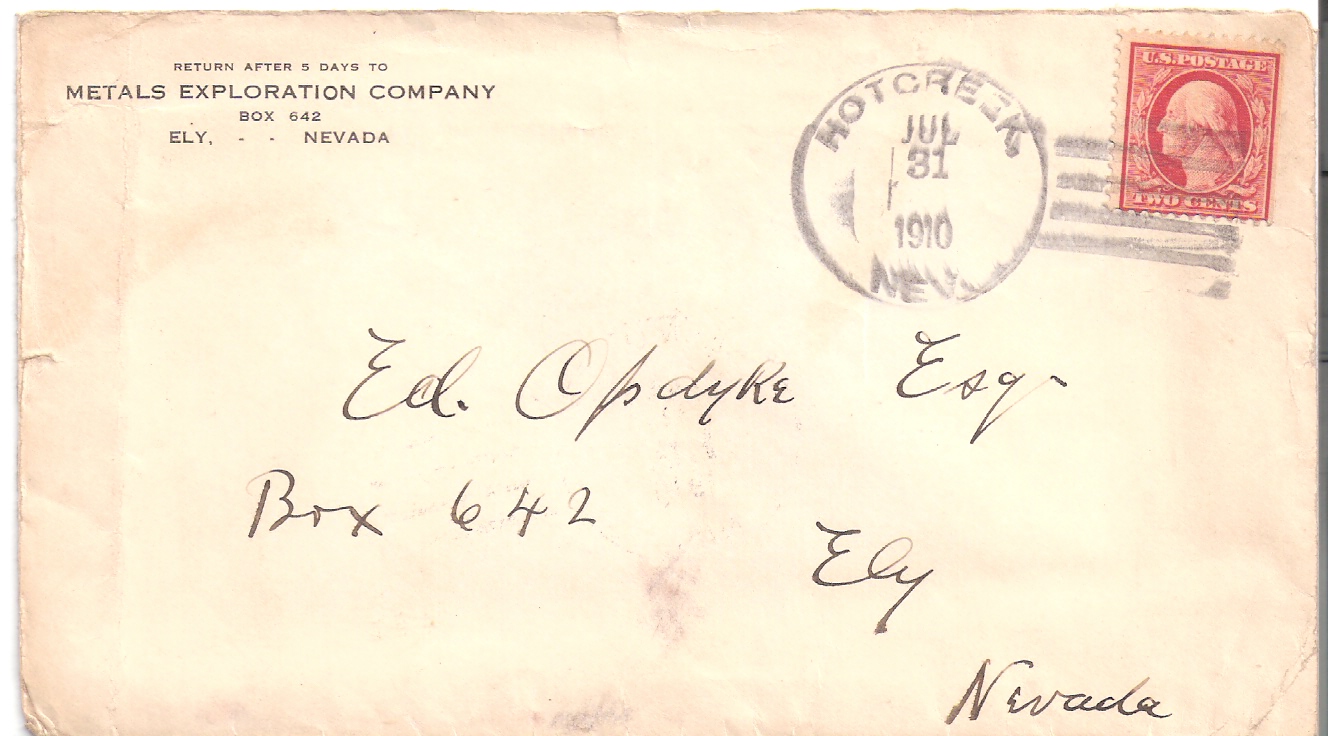 RETURN AFTER 5 DAYS TO
METALS EXPLORATION COMPANY
BOX 642
ELY, - - NEVADA
HOTCREEK,
JUL
31
1910
NEV.
U.S. POSTAGE
TWO CENTS
Ed. Opdyke Esq-
Box 642
Ely
Nevada